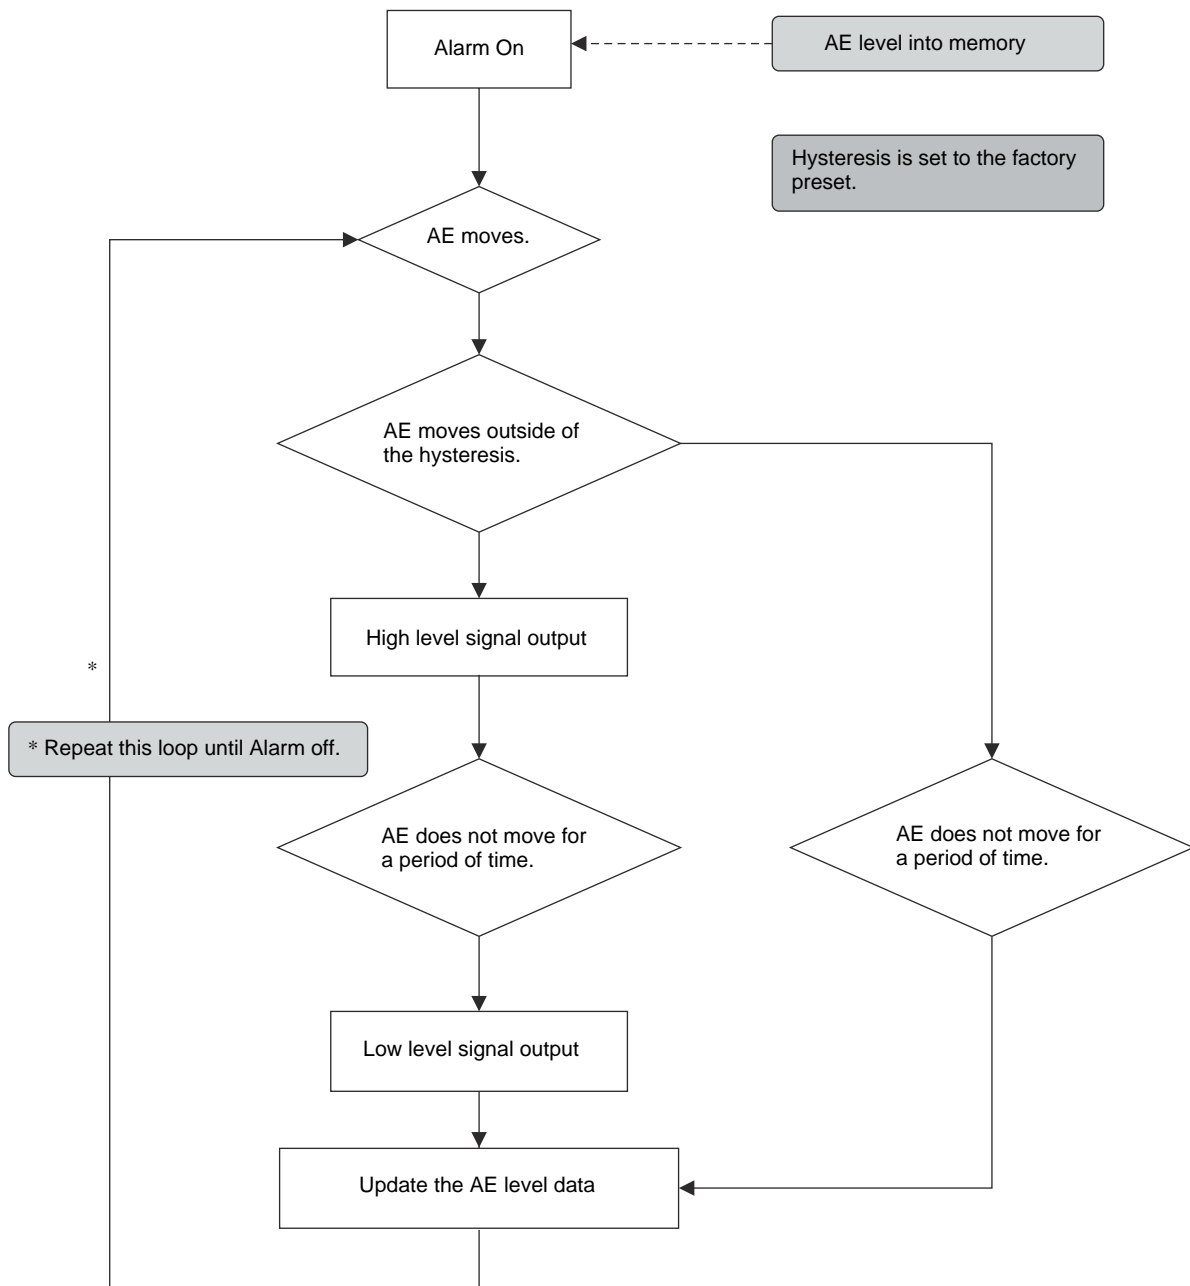 Alarm On
AE level into memory
Hysteresis is set to the factory
preset.
AE moves.
AE moves outside of
the hysteresis.
High level signal output
*
* Repeat this loop until Alarm off.
AE does not move for
a period of time.
AE does not move for
a period of time.
Low level signal output
Update the AE level data